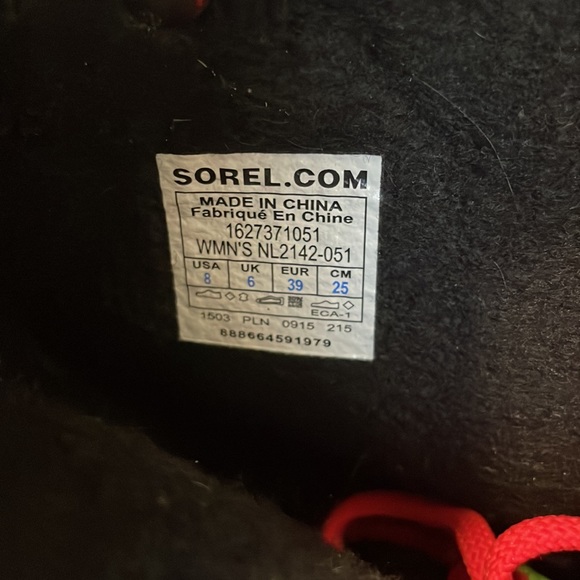 SOREL.COM
MADE IN CHINA
Fabriqué En Chine
1627371051
WMN'S NL2142-051
USA UK EUR CM
8 6 39 25
ECA-1
1503 PLN 0915 215
888664591979